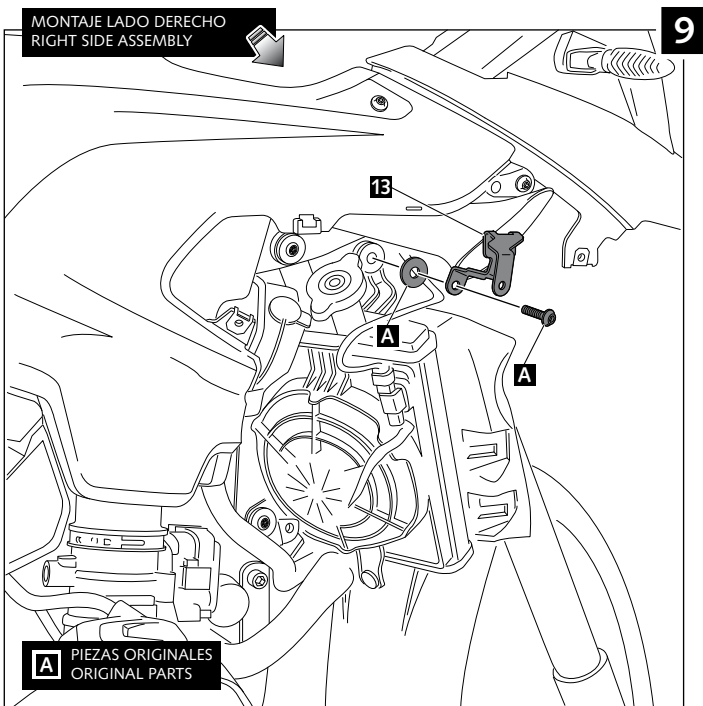 MONTAJE LADO DERECHO
RIGHT SIDE ASSEMBLY
9
13
A
A
A PIEZAS ORIGINALES
ORIGINAL PARTS